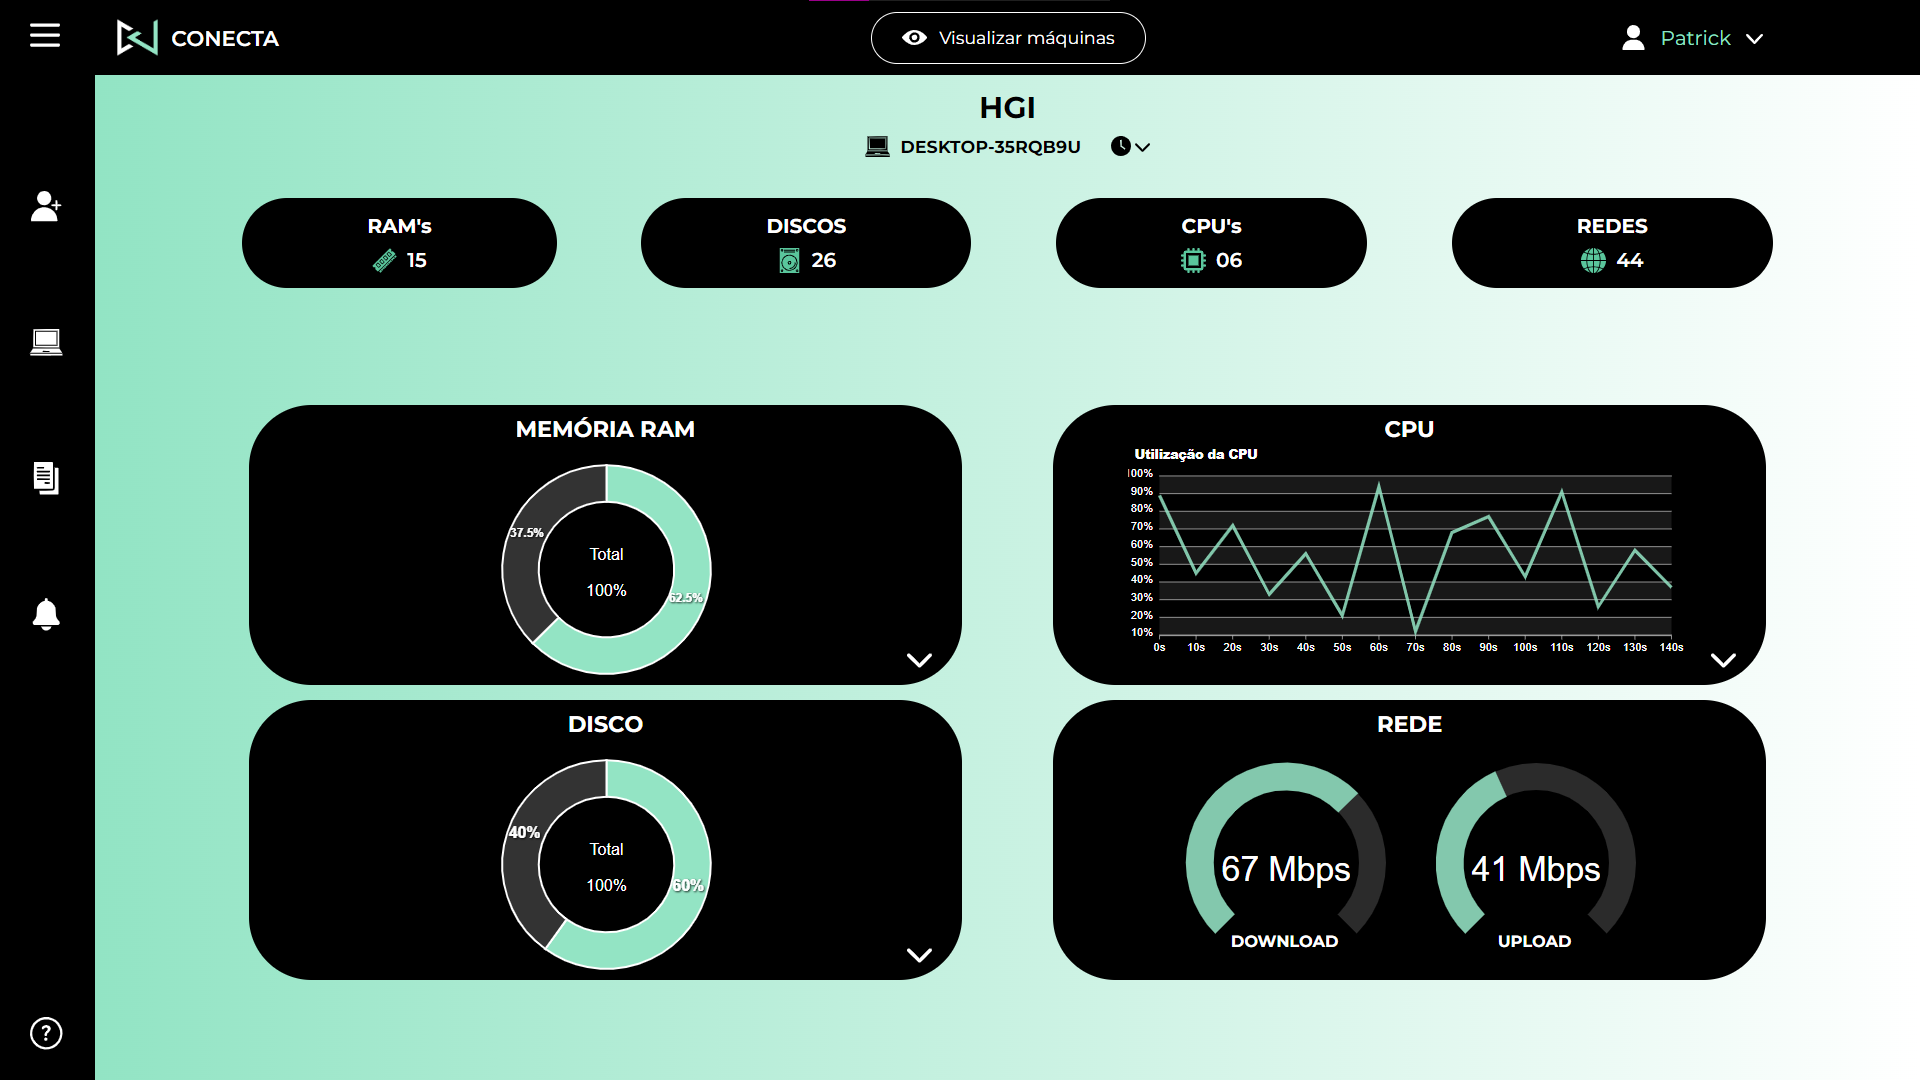 CONECTA
Visualizar máquinas
Patrick
HGI
DESKTOP-35RQB9U
RAM's
15
DISCOS
26
CPU's
06
REDES
44
MEMÓRIA RAM
37.5%
Total
100%
62.5%
CPU
Utilização da CPU
100%
90%
80%
70%
60%
50%
40%
30%
20%
10%
0s 10s 20s 30s 40s 50s 60s 70s 80s 90s 100s 110s 120s 130s 140s
DISCO
40%
Total
100%
60%
REDE
67 Mbps
DOWNLOAD
41 Mbps
UPLOAD
?